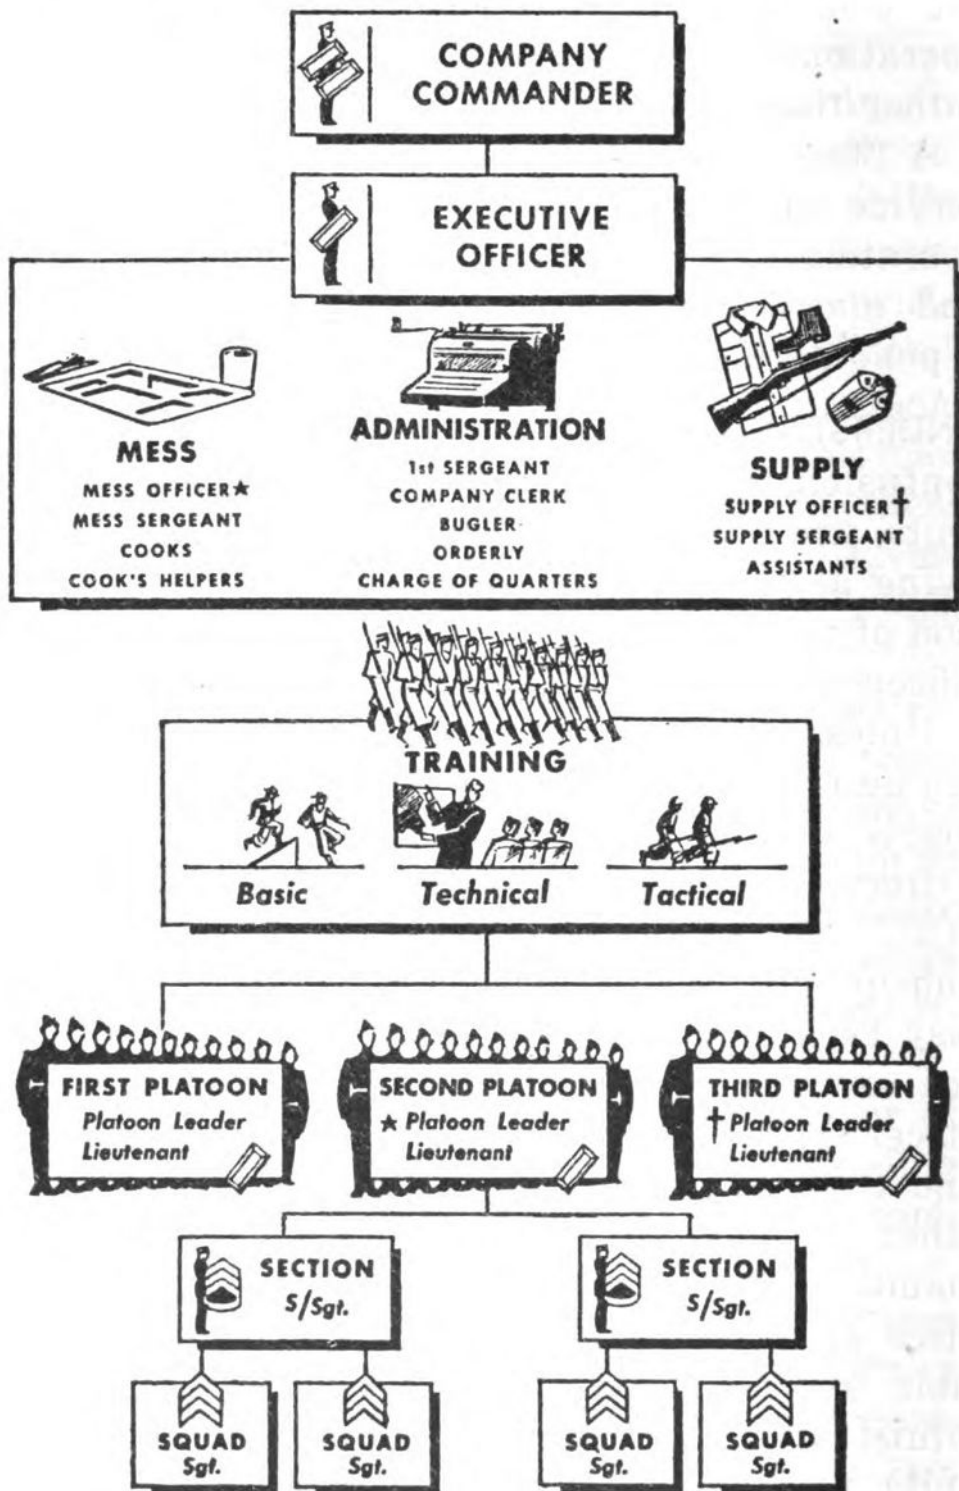 COMPANY
COMMANDER
EXECUTIVE
OFFICER
MESS
MESS OFFICER★
MESS SERGEANT
COOKS
COOK'S HELPERS
ADMINISTRATION
1st SERGEANT
COMPANY CLERK
BUGLER
ORDERLY
CHARGE OF QUARTERS
SUPPLY
SUPPLY OFFICER†
SUPPLY SERGEANT
ASSISTANTS
TRAINING
Basic
Technical
Tactical
FIRST PLATOON
Platoon Leader
Lieutenant
SECOND PLATOON
★ Platoon Leader
Lieutenant
THIRD PLATOON
† Platoon Leader
Lieutenant
SECTION
S/Sgt.
SECTION
S/Sgt.
SQUAD
Sgt.
SQUAD
Sgt.
SQUAD
Sgt.
SQUAD
Sgt.